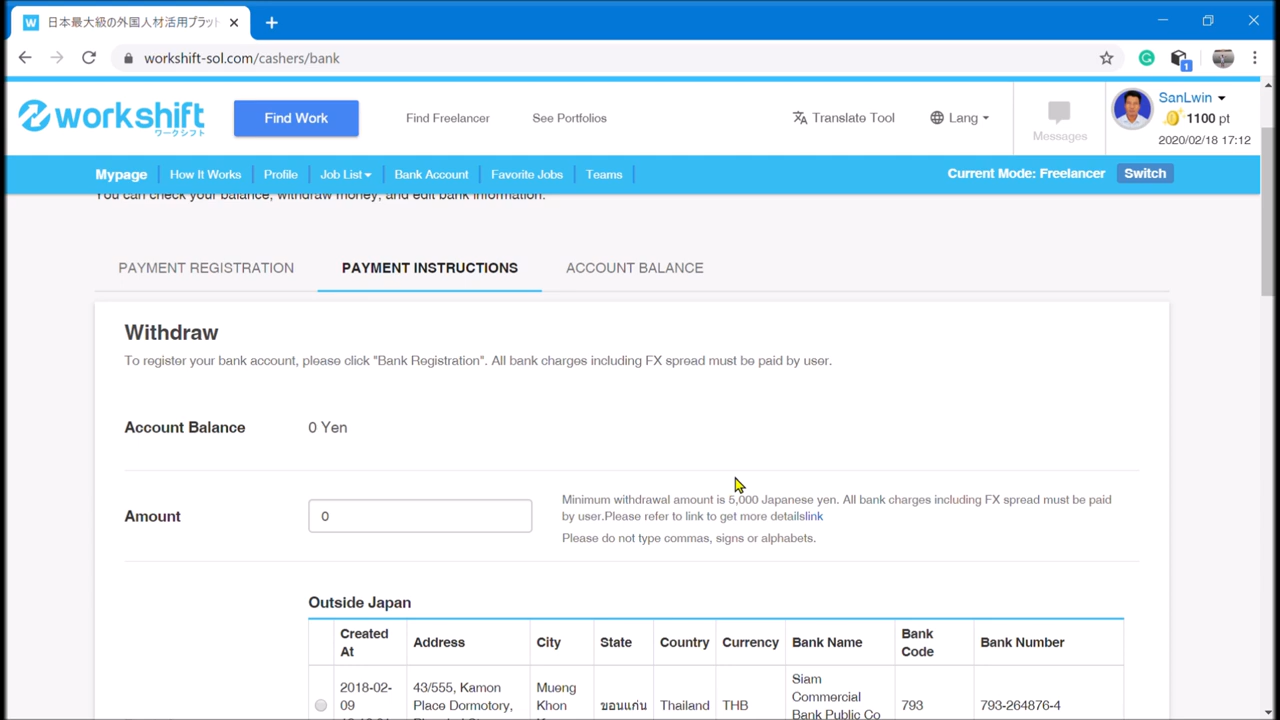 日本最大級の外国人材活用プラット
workshift-sol.com/cashers/bank
1
workshift
ワークシフト
Find Work
Find Freelancer
See Portfolios
Translate Tool
Lang
Messages
SanLwin
1100 pt
2020/02/18 17:12
Mypage
How It Works
Profile
Job List
Bank Account
Favorite Jobs
Teams
Current Mode: Freelancer
Switch
You can check your balance, withdraw money, and edit bank information.
PAYMENT REGISTRATION
PAYMENT INSTRUCTIONS
ACCOUNT BALANCE
Withdraw
To register your bank account, please click "Bank Registration". All bank charges including FX spread must be paid by user.
Account Balance
0 Yen
Amount
0
Minimum withdrawal amount is 5,000 Japanese yen. All bank charges including FX spread must be paid
by user.Please refer to link to get more detailslink
Please do not type commas, signs or alphabets.
Outside Japan
Created
At
Address
City
State
Country
Currency
Bank Name
Bank
Code
Bank Number
2018-02-
09
43/555, Kamon
Place Dormotory,
Mueng
Khon
ขอนแก่น
Thailand
THB
Siam
Commercial
Bank Public Co
793
793-264876-4